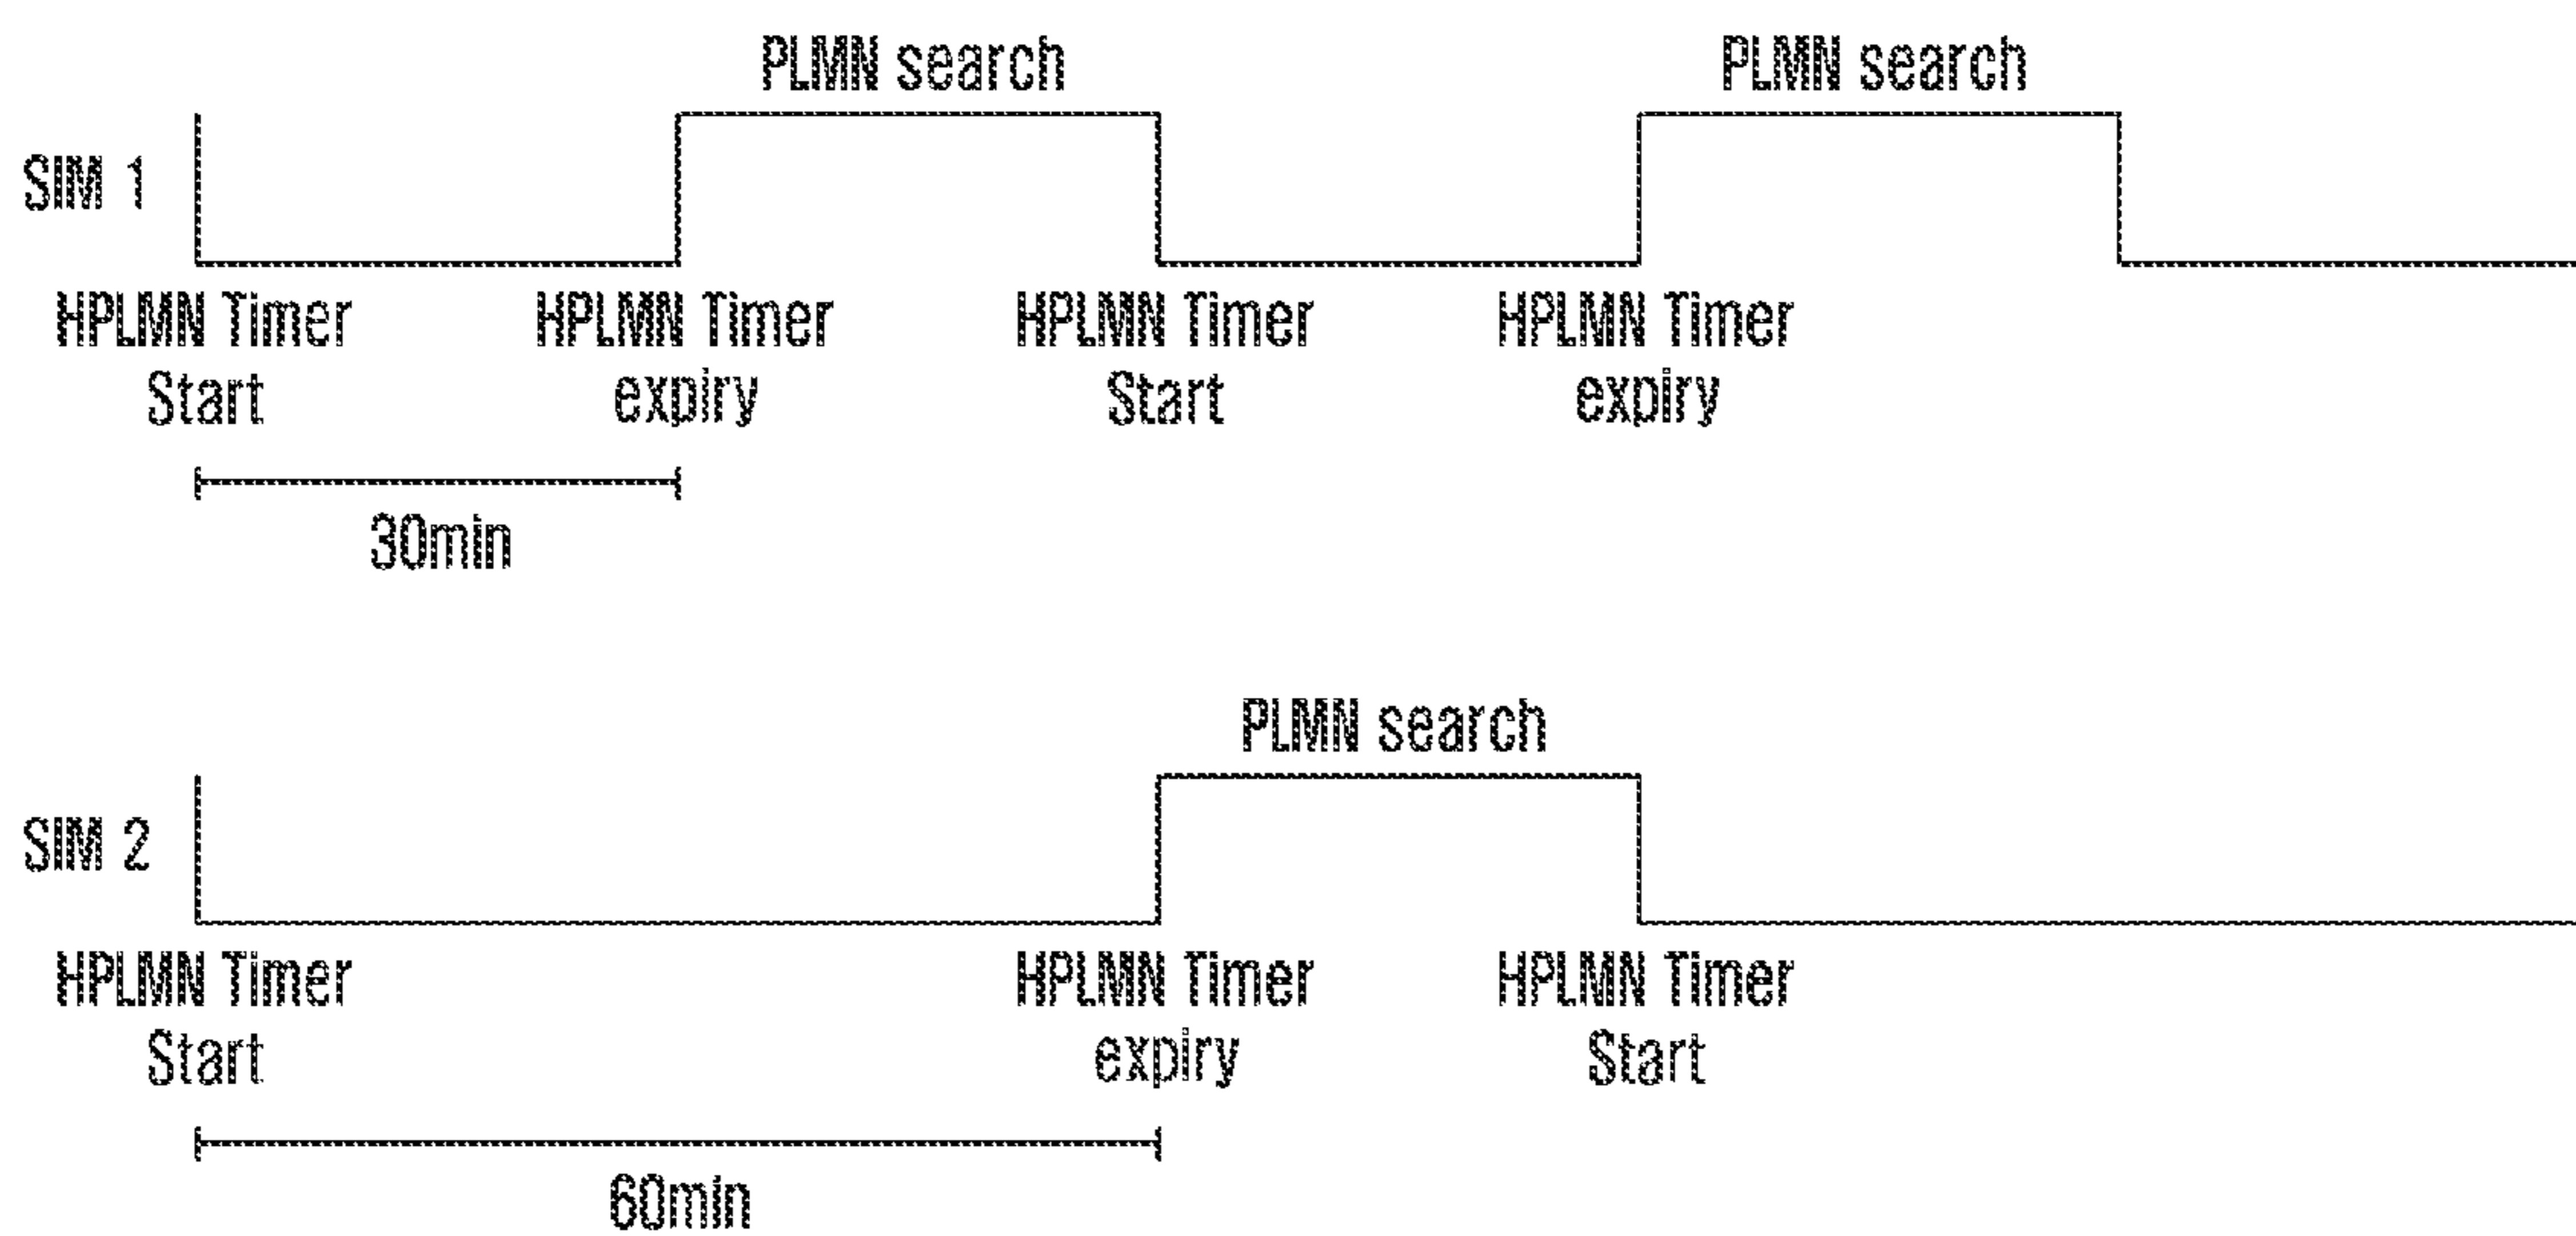 PLMN search PLMN search
SIM 1
HPLMN Timer HPLMN Timer HPLMN Timer HPLMN Timer
Start expiry Start expiry
30min
PLMN search
SIM 2
HPLMN Timer HPLMN Timer HPLMN Timer
Start expiry Start
60min